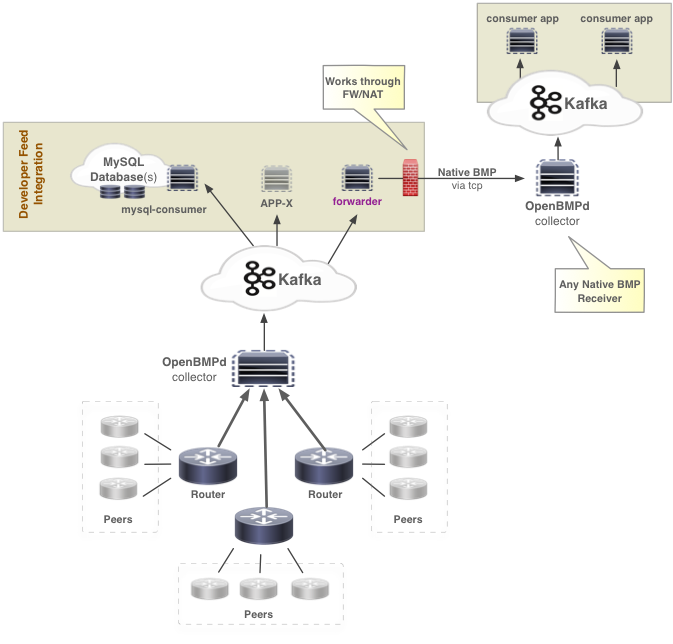 consumer app
consumer app
Kafka
Works through
FW/NAT
Developer Feed
Integration
MySQL
Database(s)
mysql-consumer
APP-X
forwarder
Native BMP
via tcp
OpenBMPd
collector
Any Native BMP
Receiver
Kafka
OpenBMPd
collector
Router
Router
Peers
Peers
Peers